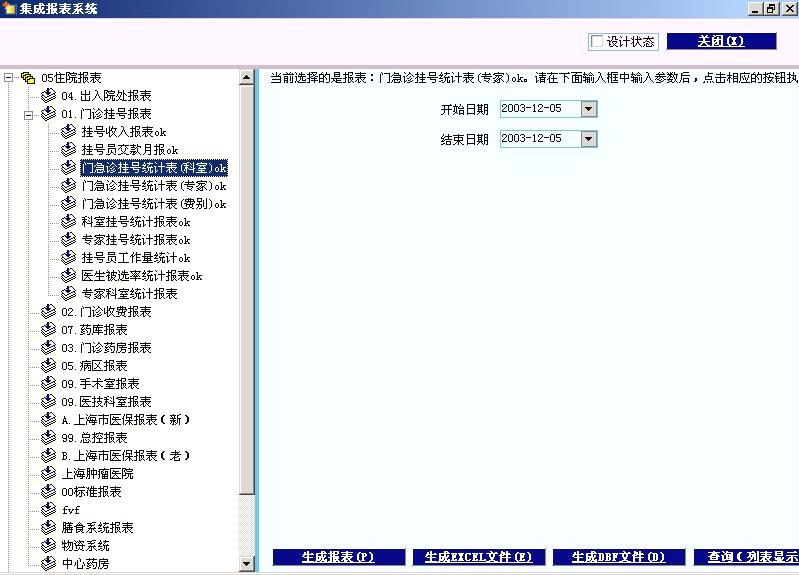 集成报表系统
设计状态
关闭(X)
05住院报表
04.出入院处报表
01.门诊挂号报表
挂号收入报表ok
挂号员交款月报ok
门急诊挂号统计表(科室)ok
门急诊挂号统计表(专家)ok
门急诊挂号统计表(费别)ok
科室挂号统计报表ok
专家挂号统计报表ok
挂号员工作量统计ok
医生被选率统计报表ok
专家科室统计报表
02.门诊收费报表
07.药库报表
03.门诊药房报表
05.病区报表
09.手术室报表
09.医技科室报表
A.上海市医保报表(新)
99.总控报表
B.上海市医保报表(老)
上海肿瘤医院
00标准报表
fvf
膳食系统报表
物资系统
中心药房
当前选择的是报表：门急诊挂号统计表(专家)ok。请在下面输入框中输入参数后，点击相应的按钮执
开始日期 2003-12-05
结束日期 2003-12-05
生成报表(P)
生成EXCEL文件(E)
生成DBF文件(D)
查询(列表显示